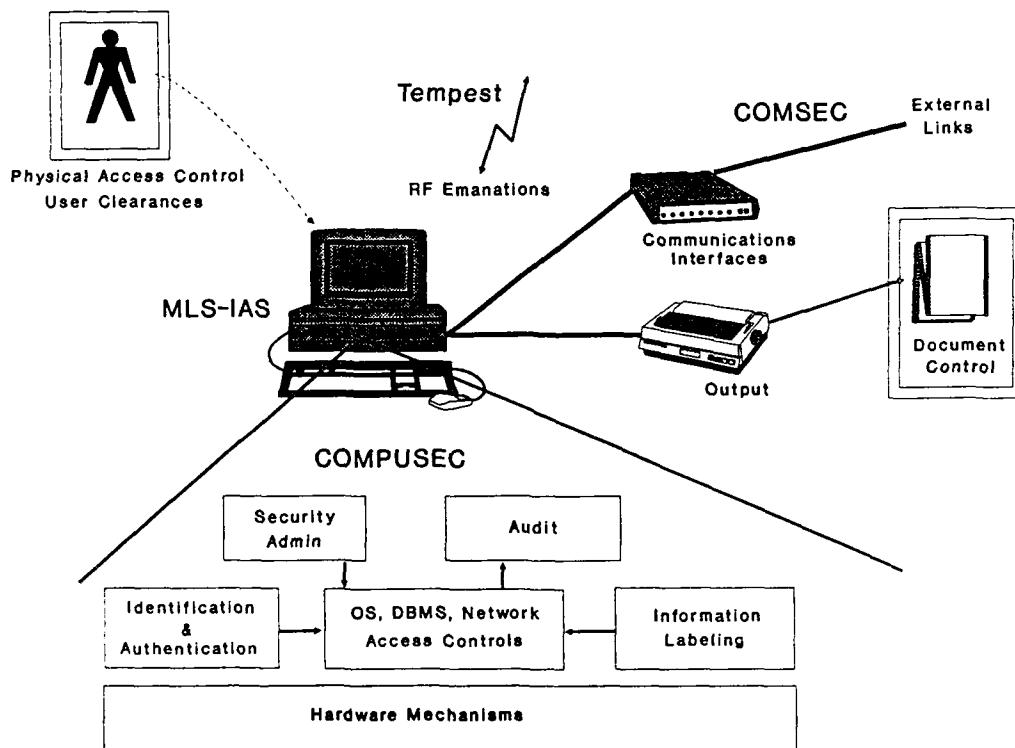 Tempest
RF Emanations
COMSEC
External
Links
Physical Access Control
User Clearances
Communications
Interfaces
MLS-IAS
Document
Control
Output
COMPUSEC
Security
Admin
Audit
Identification
&
Authentication
OS, DBMS, Network
Access Controls
Information
Labeling
Hardware Mechanisms